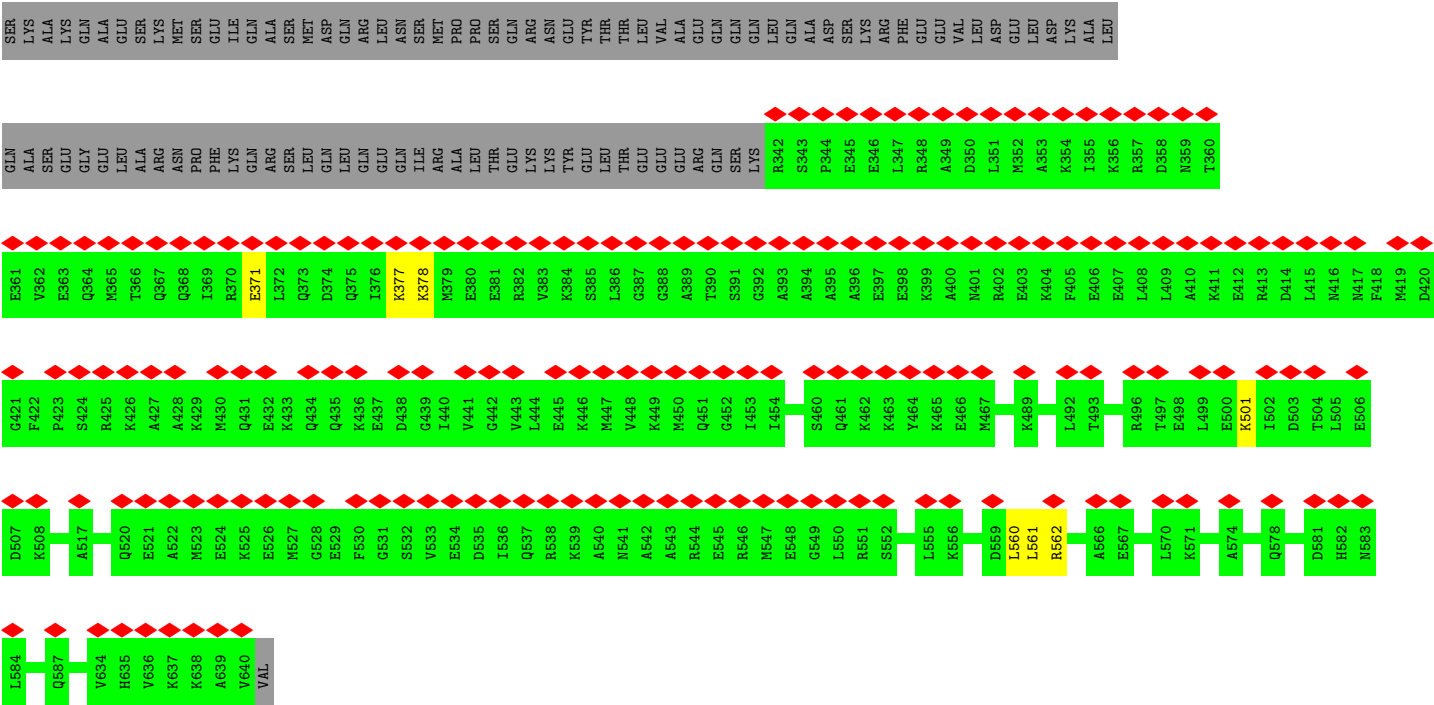 SER LYS ALA LYS GLN ALA GLU SER LYS MET SER GLU ILE GLN ALA SER MET ASP GLN ARG LEU ASN SER MET PRO PRO SER GLN ARG ASN GLU TYR THR THR LEU VAL ALA GLU GLN GLN GLN LEU GLN ALA ASP SER LYS ARG PHE GLU GLU VAL LEU ASP GLU LEU ASP LYS ALA LEU
GLN ALA SER GLU GLY GLU LEU ALA ARG ASN PRO PHE LYS GLN ARG SER LEU GLN LEU GLN GLU GLN ILE ARG ALA LEU THR GLU LYS LYS TYR GLU LEU THR GLU GLU GLU ARG GLN SER LYS R342 S343 P344 E345 E346 L347 R348 A349 D350 L351 M352 A353 K354 I355 K356 R357 D358 N359 T360
E361 V362 E363 Q364 M365 T366 Q367 Q368 I369 R370 E371 L372 Q373 D374 Q375 I376 K377 K378 M379 E380 E381 R382 V383 K384 S385 L386 G387 G388 A389 T390 S391 G392 A393 A394 A395 A396 E397 E398 K399 A400 N401 R402 E403 K404 F405 E406 E407 L408 L409 A410 K411 E412 R413 D414 L415 N416 N417 F418 M419 D420
G421 F422 P423 S424 R425 K426 A427 A428 K429 M430 Q431 E432 K433 Q434 Q435 K436 E437 D438 G439 I440 V441 G442 V443 L444 E445 K446 M447 V448 K449 M450 Q451 G452 I453 I454 S460 Q461 K462 K463 Y464 K465 E466 M467 K489 L492 T493 R496 T497 E498 L499 E500 K501 I502 D503 T504 L505 E506
D507 K508 A517 Q520 E521 A522 M523 E524 K525 E526 M527 G528 E529 F530 G531 S532 V533 E534 D535 I536 Q537 R538 K539 A540 N541 A542 A543 R544 E545 R546 M547 E548 G549 L550 R551 S552 L555 K556 D559 L560 L561 R562 A566 E567 L570 K571 A574 Q578 D581 H582 N583
L584 Q587 V634 H635 V636 K637 K638 A639 V640 VAL